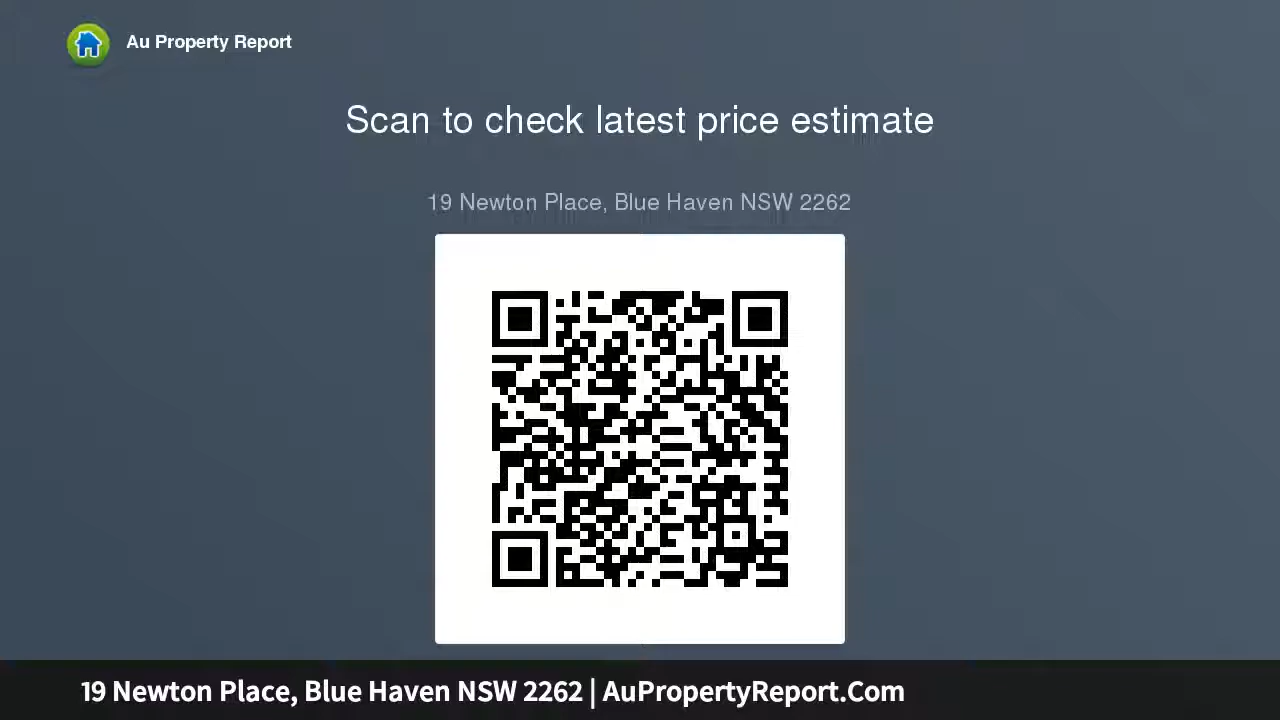 Au Property Report
Scan to check latest price estimate
19 Newton Place, Blue Haven NSW 2262
19 Newton Place, Blue Haven NSW 2262 | AuPropertyReport.Com